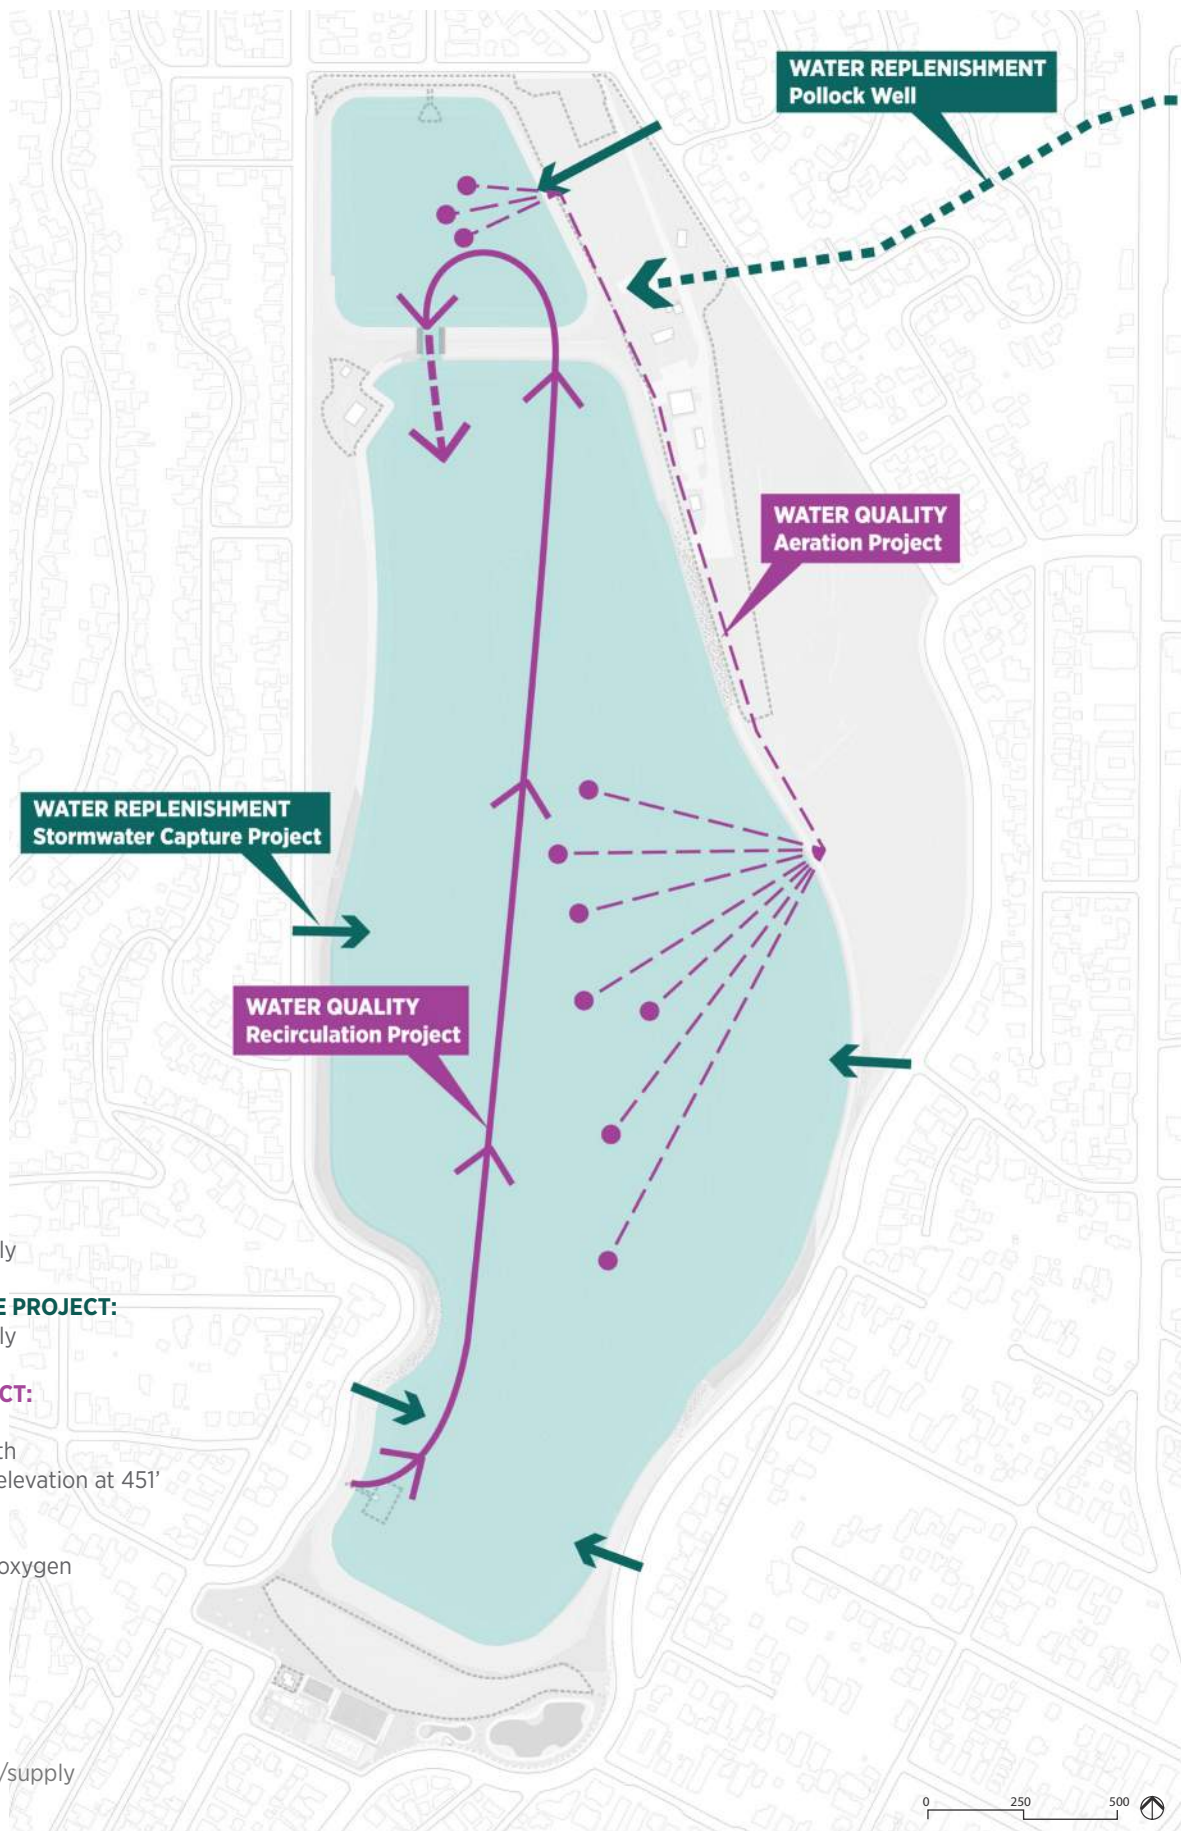 WATER REPLENISHMENT
Pollock Well
WATER QUALITY
Aeration Project
WATER REPLENISHMENT
Stormwater Capture Project
WATER QUALITY
Recirculation Project
ly
E PROJECT:
ly
CT:
th
elevation at 451’
oxygen
/supply
0 250 500